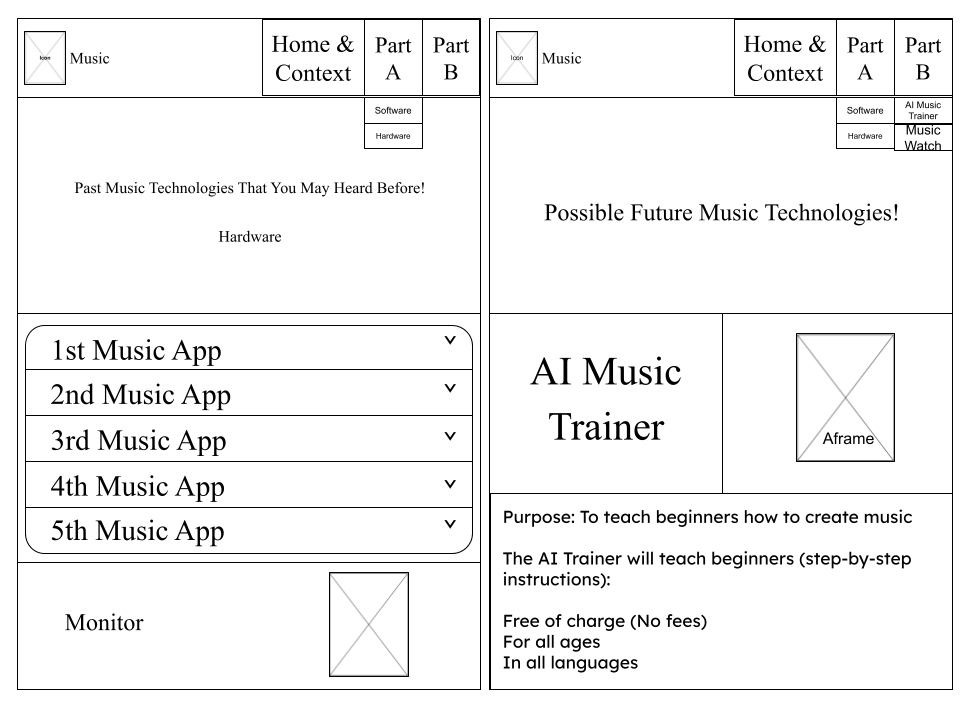 Icon
Music
Home &
Context
Part
A
Part
B
Software
Hardware
Past Music Technologies That You May Heard Before!
Hardware
1st Music App
2nd Music App
3rd Music App
4th Music App
5th Music App
Monitor
Icon
Music
Home &
Context
Part
A
Part
B
Software
Hardware
AI Music
Trainer
Music
Watch
Possible Future Music Technologies!
AI Music
Trainer
Aframe
Purpose: To teach beginners how to create music
The AI Trainer will teach beginners (step-by-step
instructions):
Free of charge (No fees)
For all ages
In all languages